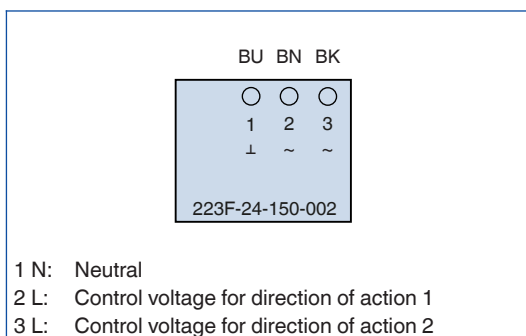 BU BN BK
1 2 3
⊥ ~ ~
223F-24-150-002
1 N: Neutral
2 L: Control voltage for direction of action 1
3 L: Control voltage for direction of action 2